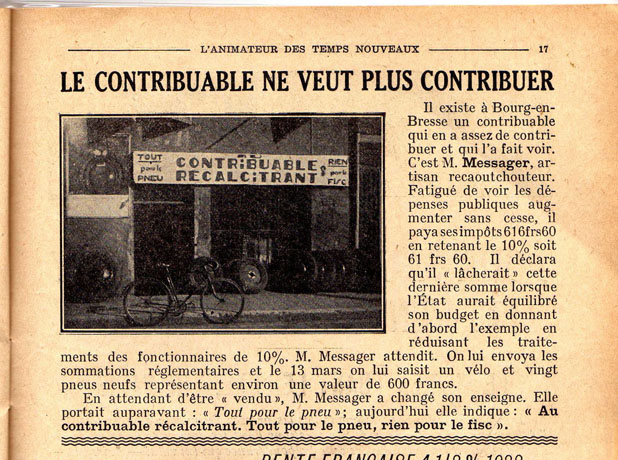 L'ANIMATEUR DES TEMPS NOUVEAUX 17
LE CONTRIBUABLE NE VEUT PLUS CONTRIBUER
TOUT
pour le
PNEU
AU
CONTRIBUABLE
RÉCALCITRANT
RIEN
pour le
FISC
Il existe à Bourg-en-
Bresse un contribuable
qui en a assez de contri-
buer et qui l'a fait voir.
C'est M. Messager, ar-
tisan recaoutchouteur.
Fatigué de voir les dé-
penses publiques aug-
menter sans cesse, il
paya ses impôts 616 frs 60
en retenant le 10% soit
61 frs 60. Il déclara
qu'il « lâcherait » cette
dernière somme lorsque
l'État aurait équilibré
son budget en donnant
d'abord l'exemple en
réduisant les traite-
ments des fonctionnaires de 10%. M. Messager attendit. On lui envoya les
sommations réglementaires et le 13 mars on lui saisit un vélo et vingt
pneus neufs représentant environ une valeur de 600 francs.
En attendant d'être « vendu », M. Messager a changé son enseigne. Elle
portait auparavant : « Tout pour le pneu » ; aujourd'hui elle indique : « Au
contribuable récalcitrant. Tout pour le pneu, rien pour le fisc ».
RENTE FRANÇAISE 4 1/2 %